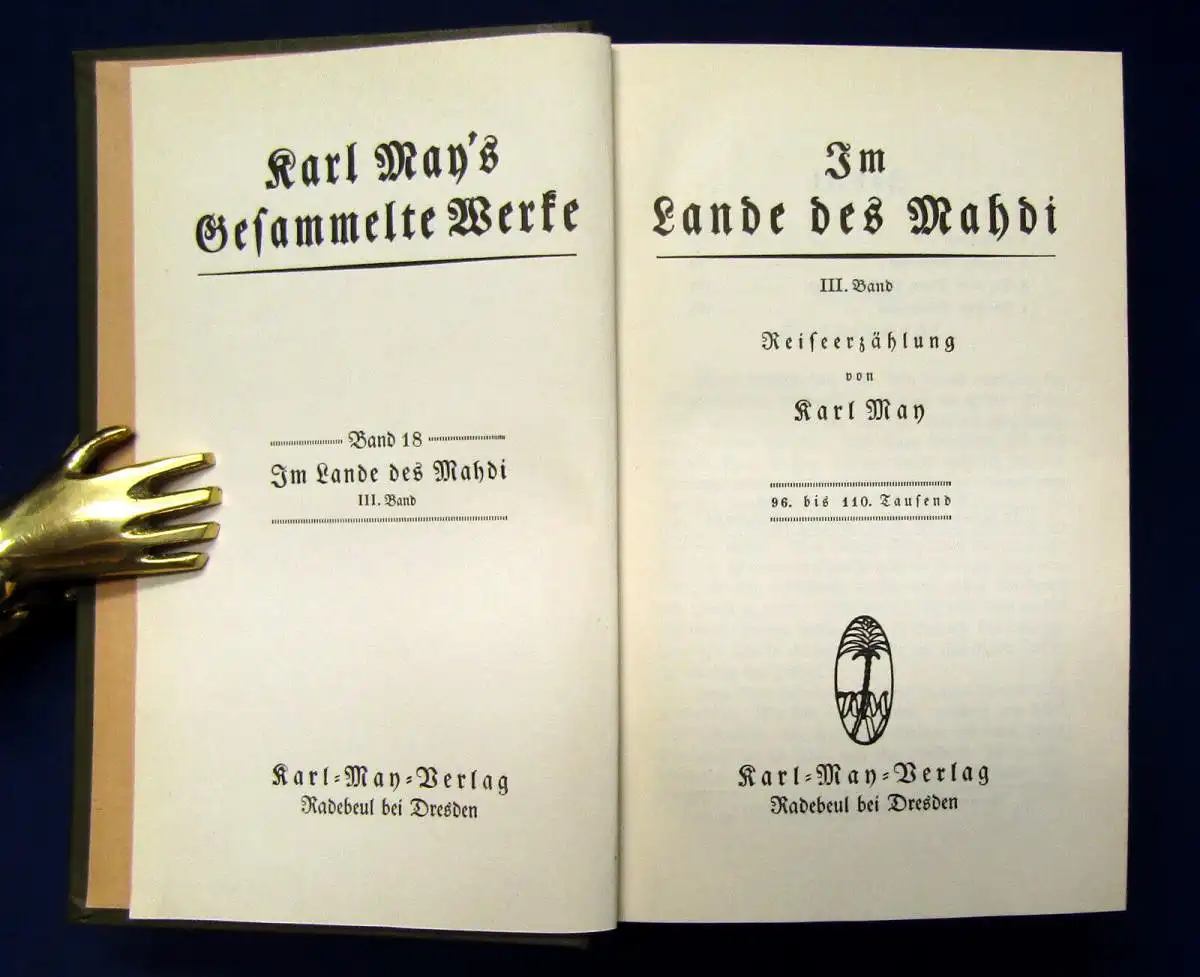 Karl May's
Gesammelte Werke
Band 18
Im Lande des Mahdi
III. Band
Karl-May-Verlag
Radebeul bei Dresden
Im
Lande des Mahdi
III. Band
Reiseerzählung
von
Karl May
96. bis 110. Tausend
Karl-May-Verlag
Radebeul bei Dresden